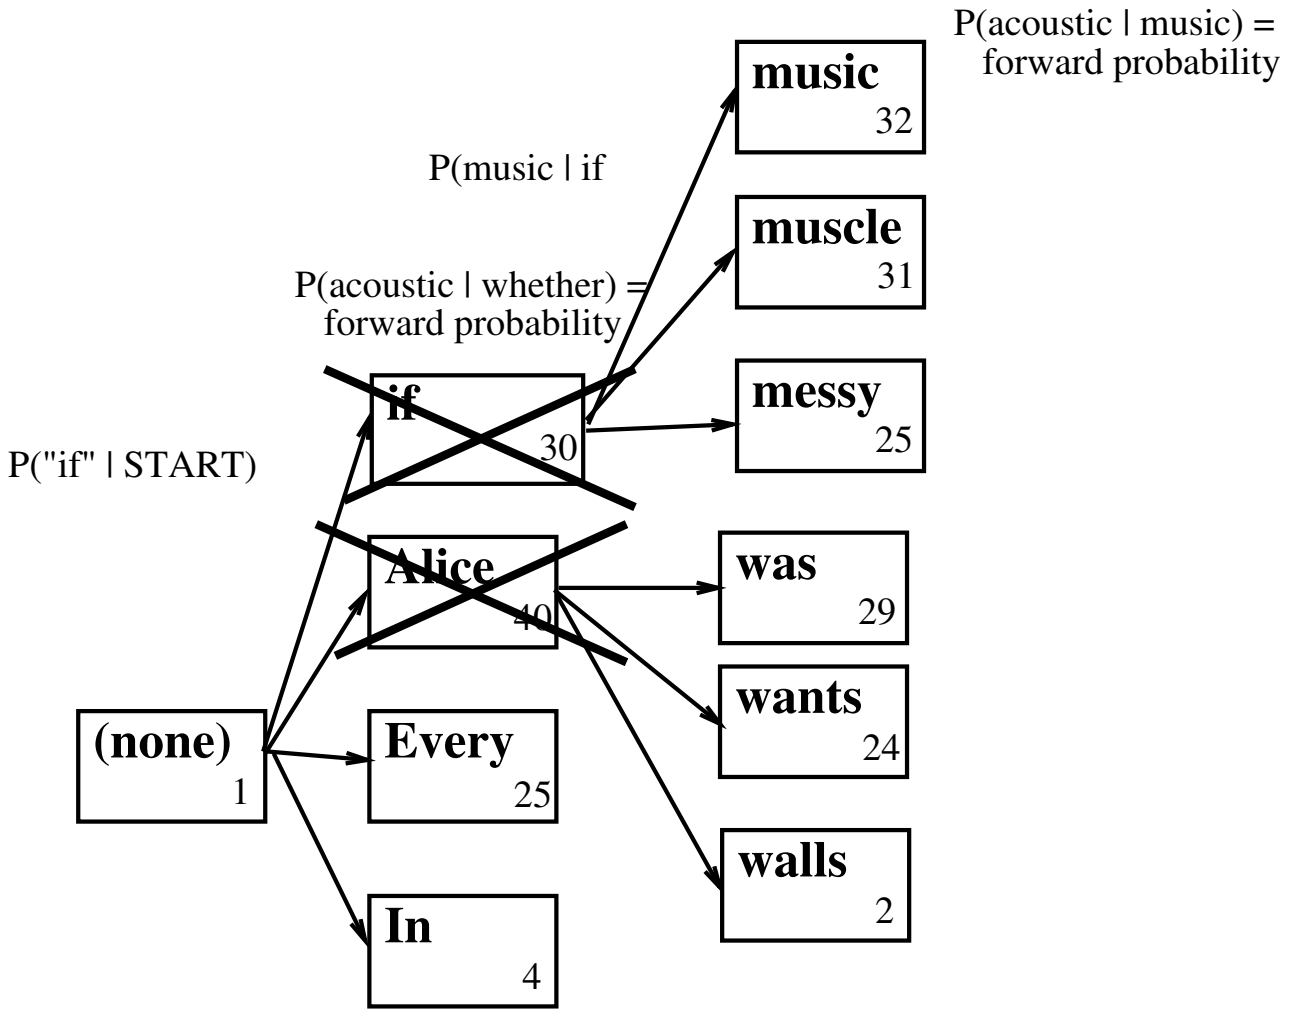 P(acoustic | music) =
forward probability
music
32
P(music | if
muscle
31
P(acoustic | whether) =
forward probability
if
30
messy
25
P("if" | START)
Alice
40
was
29
wants
24
(none)
1
Every
25
walls
2
In
4